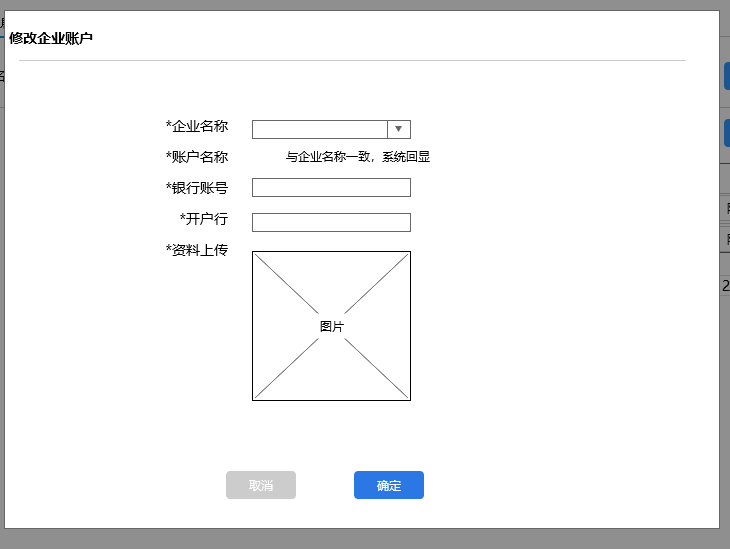 修改企业账户
*企业名称
*账户名称 与企业名称一致，系统回显
*银行账号
*开户行
*资料上传
图片
取消 确定
2